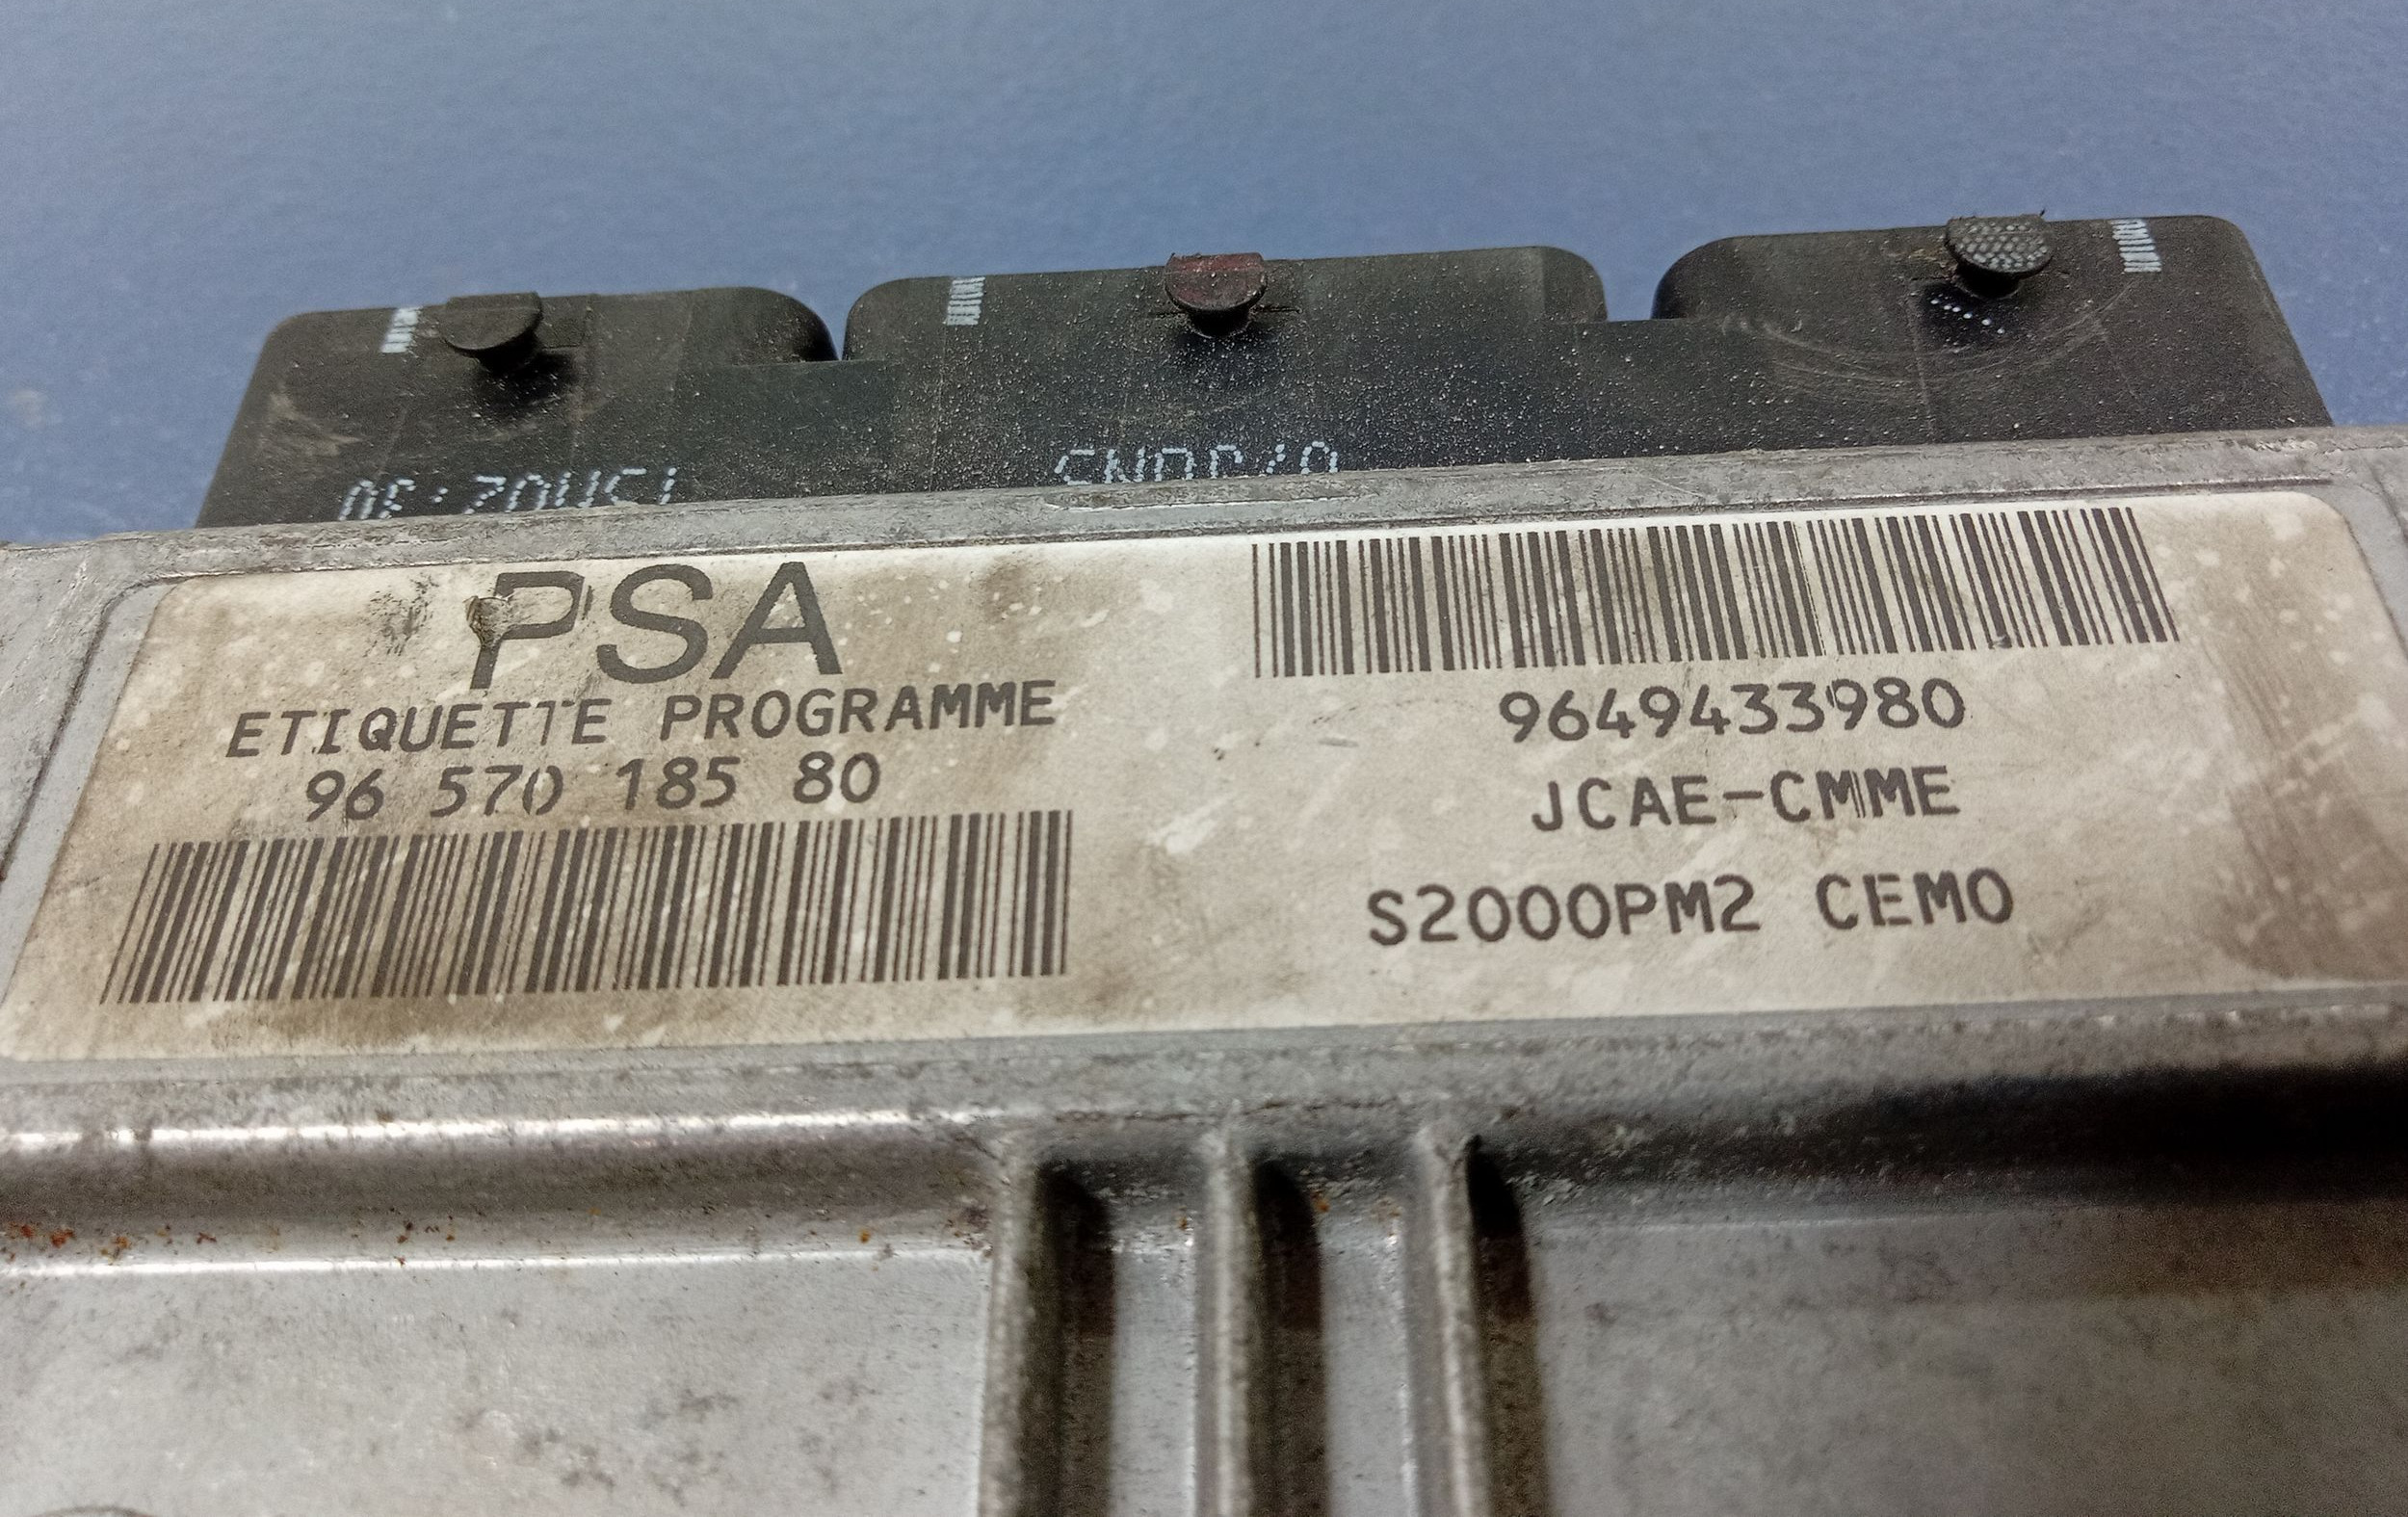 PSA
ETIQUETTE PROGRAMME
96 570 185 80
9649433980
JCAE-CMME
S2000PM2 CEMO